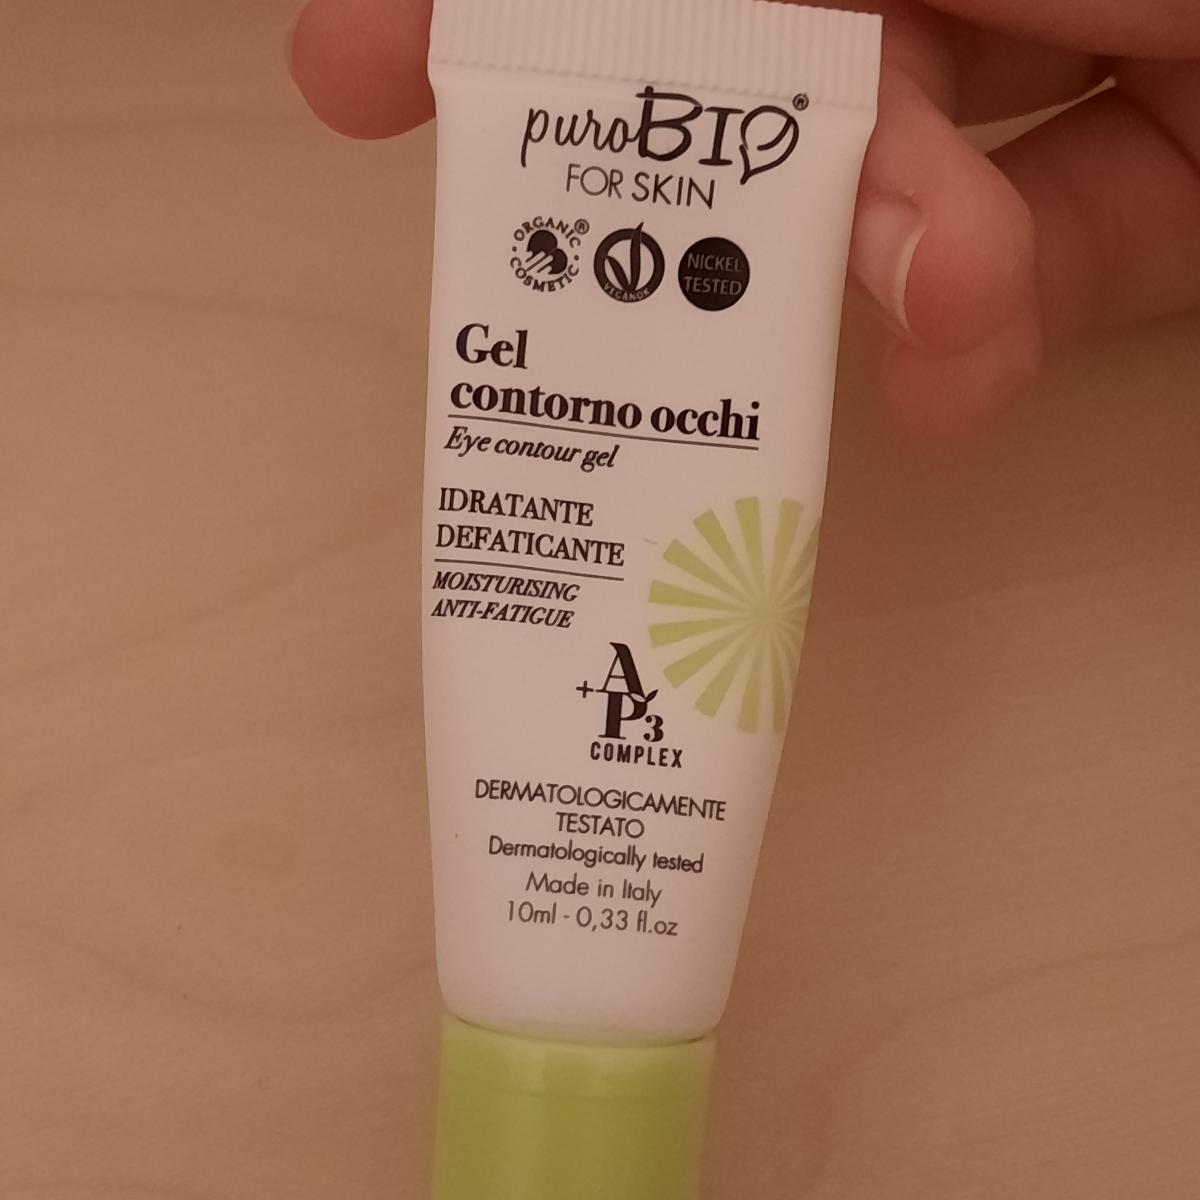 puroBIO®
FOR SKIN
ORGANIC COSMETIC ®
VEGANOK
NICKEL
TESTED
Gel
contorno occhi
Eye contour gel
IDRATANTE
DEFATICANTE
MOISTURISING
ANTI-FATIGUE
+AP3
COMPLEX
DERMATOLOGICAMENTE
TESTATO
Dermatologically tested
Made in Italy
10ml - 0,33 fl.oz